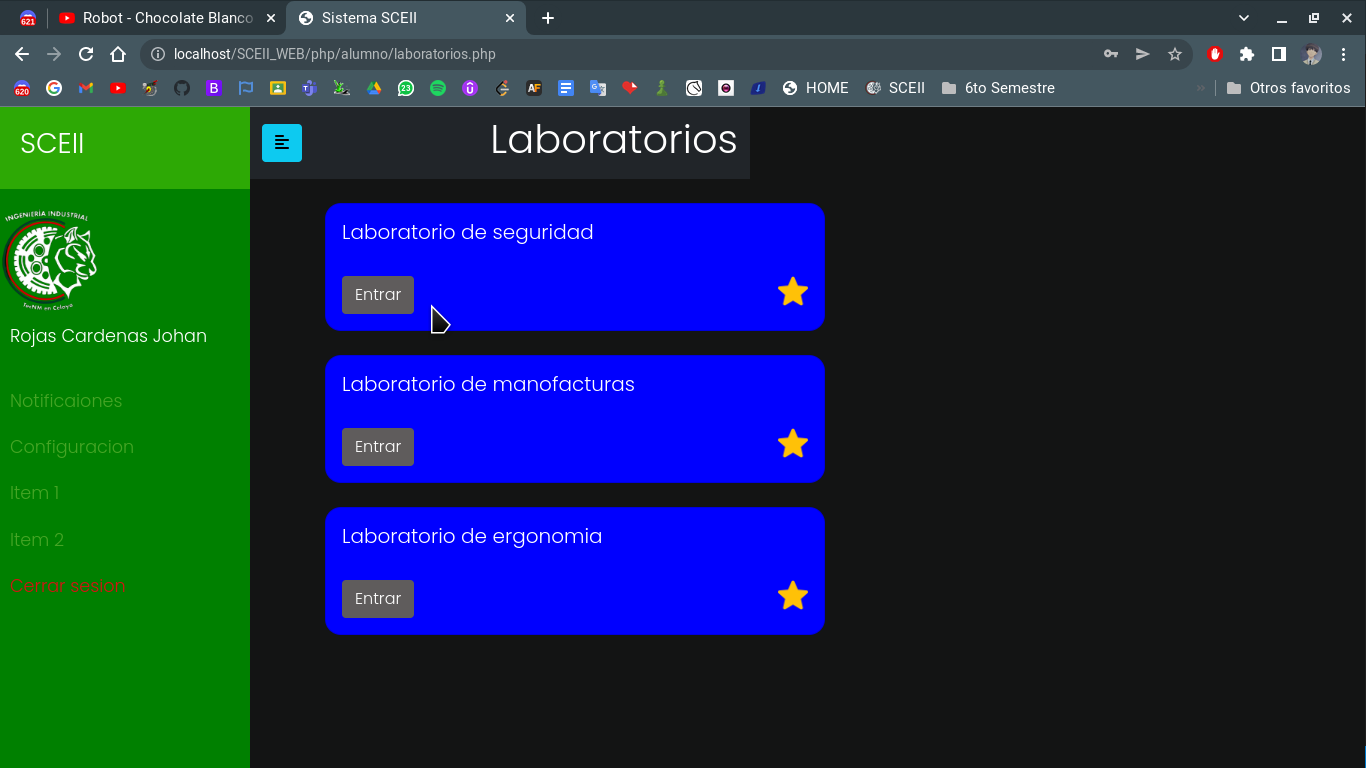 621
Robot - Chocolate Blanco
Sistema SCEII
localhost/SCEII_WEB/php/alumno/laboratorios.php
620
23
AF
HOME
SCEII
6to Semestre
Otros favoritos
SCEII
Laboratorios
INGENIERIA INDUSTRIAL
TecNM en Celaya
Rojas Cardenas Johan
Notificaiones
Configuracion
Item 1
Item 2
Cerrar sesion
Laboratorio de seguridad
Entrar
Laboratorio de manofacturas
Entrar
Laboratorio de ergonomia
Entrar